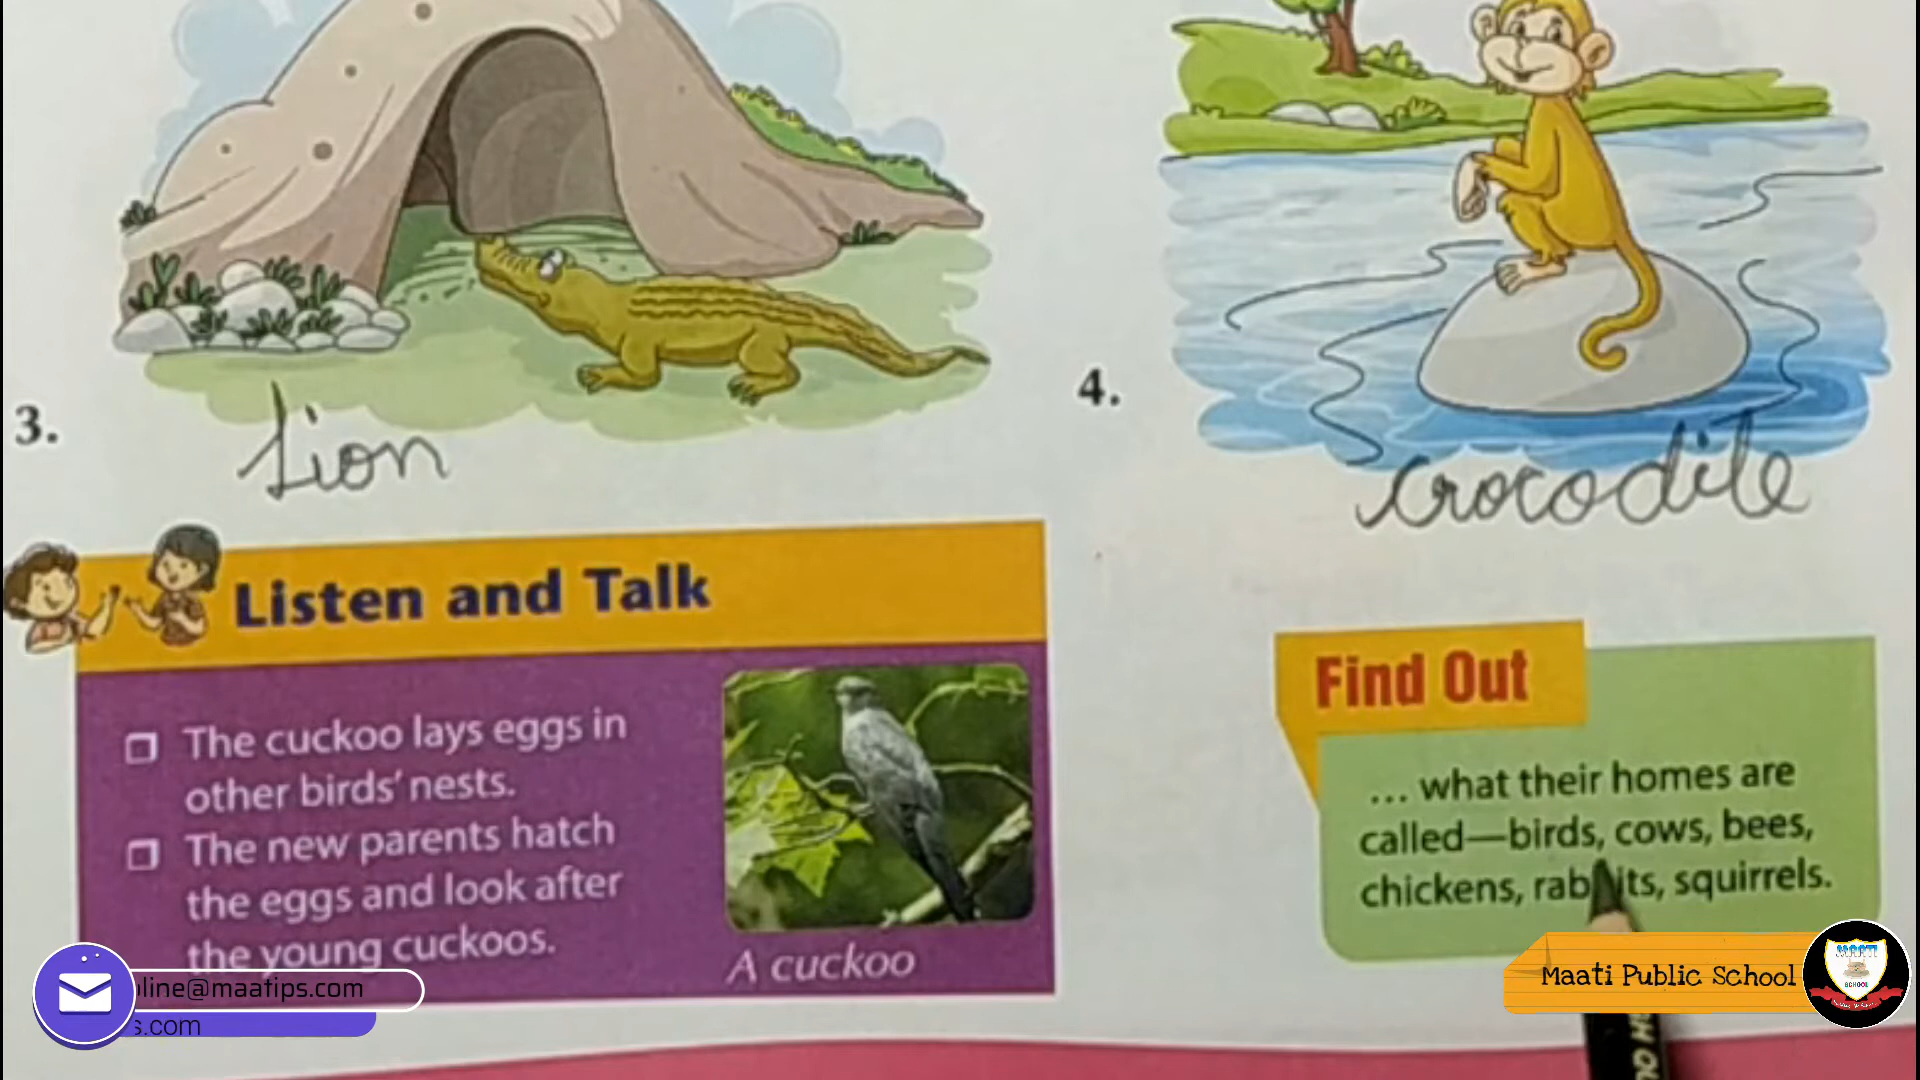 3.
Lion
4.
crocodile
Listen and Talk
❒ The cuckoo lays eggs in
other birds' nests.
❒ The new parents hatch
the eggs and look after
the young cuckoos.
A cuckoo
Find Out
... what their homes are
called—birds, cows, bees,
chickens, squirrels.
line@maatips.com
s.com
Maati Public School
MAATI
SCHOOL